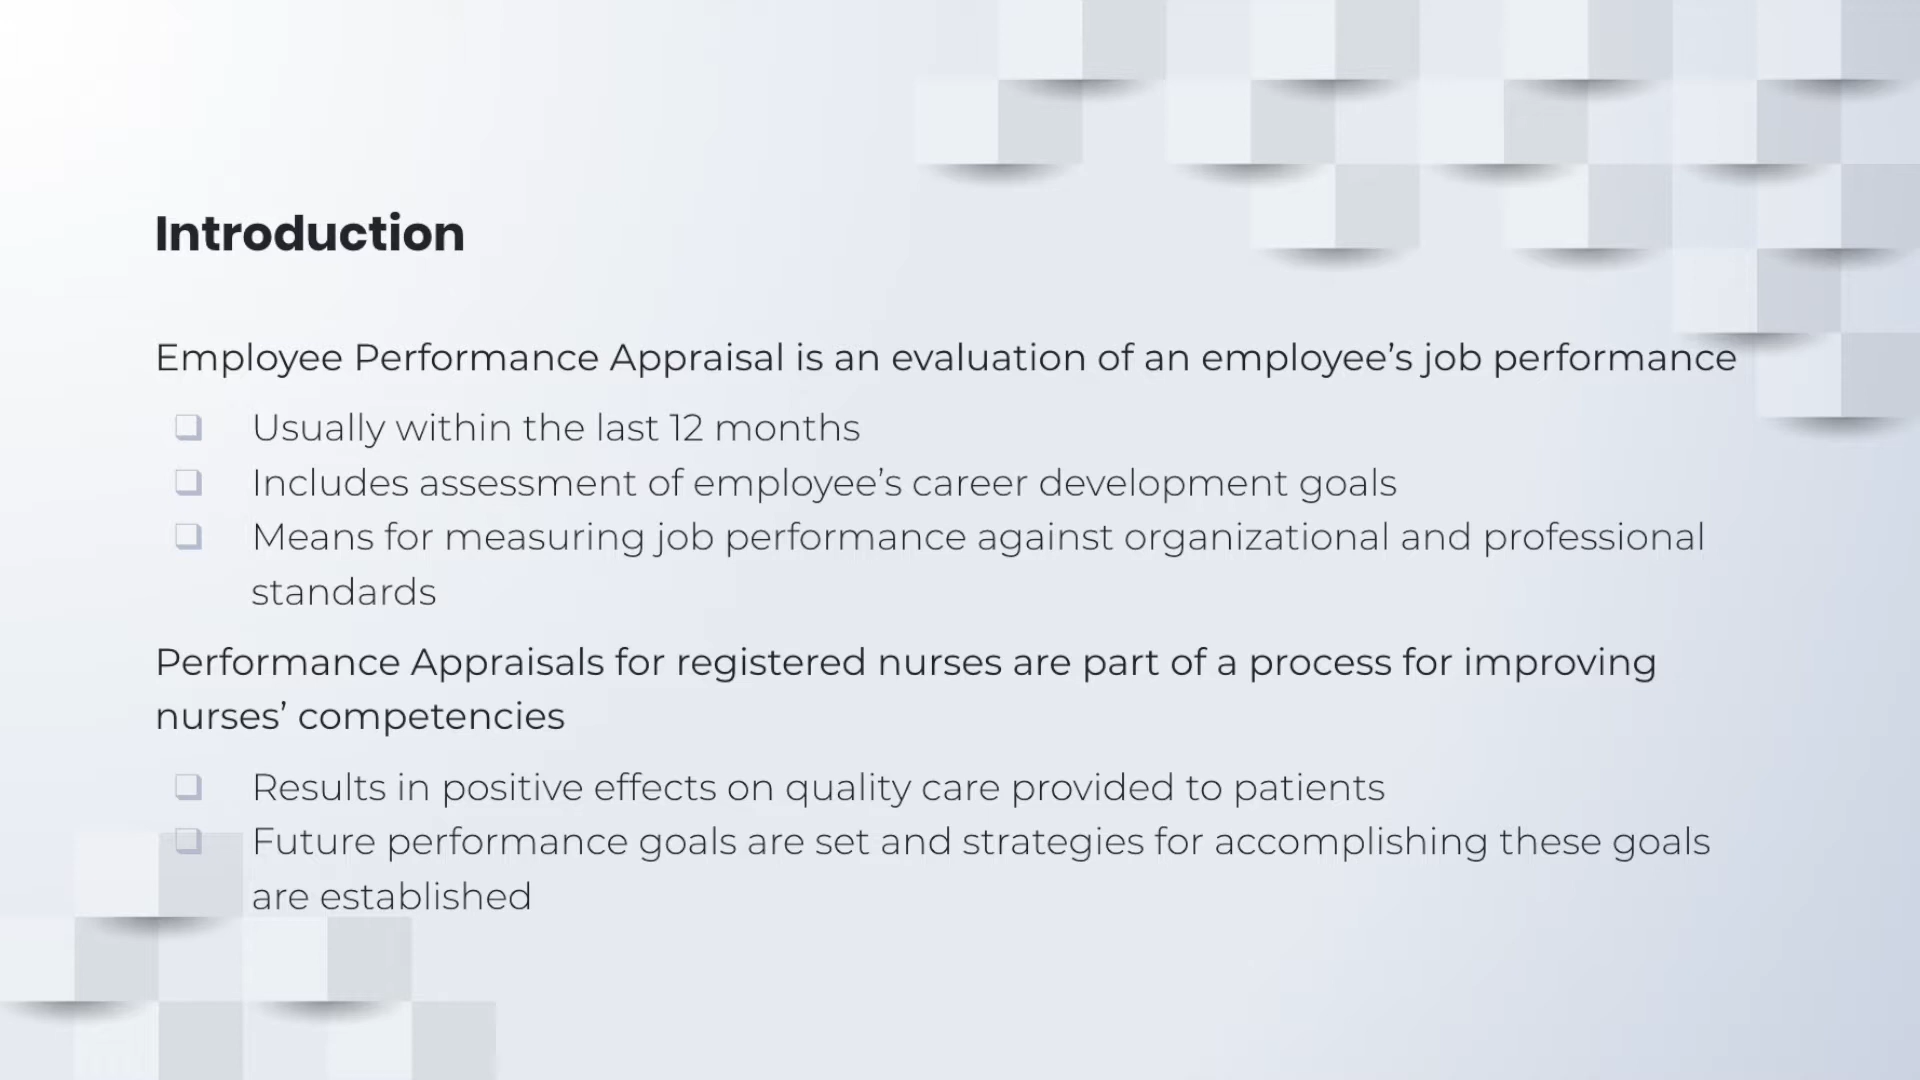 Introduction
Employee Performance Appraisal is an evaluation of an employee’s job performance
❑ Usually within the last 12 months
❑ Includes assessment of employee’s career development goals
❑ Means for measuring job performance against organizational and professional
standards
Performance Appraisals for registered nurses are part of a process for improving
nurses’ competencies
❑ Results in positive effects on quality care provided to patients
❑ Future performance goals are set and strategies for accomplishing these goals
are established